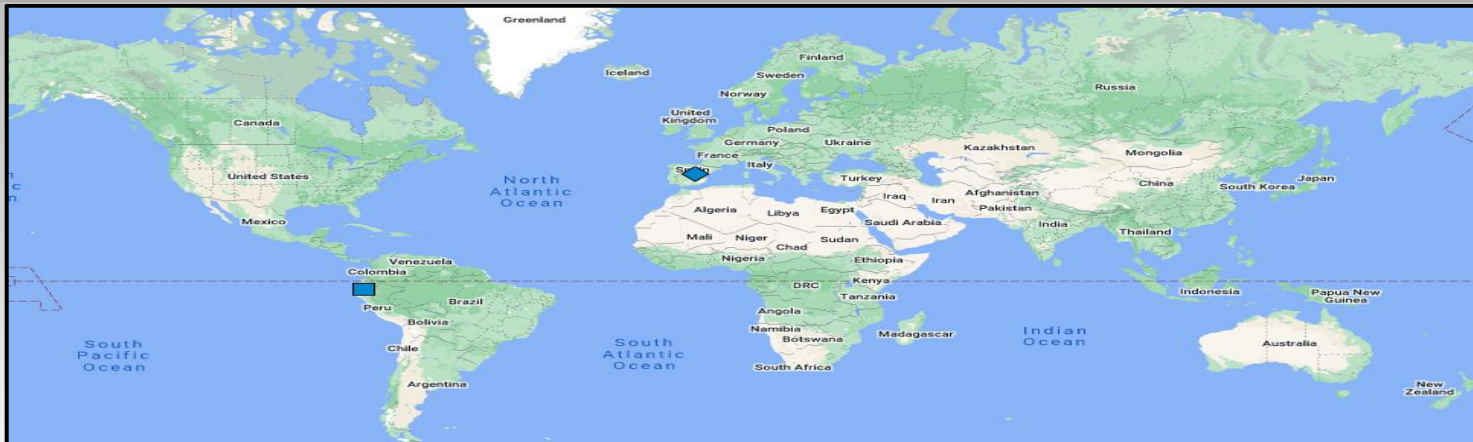 Greenland
Iceland
Finland
Sweden
Norway
Russia
United
Kingdom
Canada
Poland
Germany
Ukraine
France
Kazakhstan
Mongolia
Italy
United States
North
Atlantic
Ocean
Turkey
China
South Korea
Japan
Iraq
Iran
Afghanistan
Pakistan
Mexico
Algeria
Libya
Egypt
Saudi Arabia
India
Mali
Niger
Chad
Sudan
Thailand
Venezuela
Colombia
Nigeria
Ethiopia
Kenya
DRC
Tanzania
Indonesia
Papua New
Guinea
Brazil
Peru
Bolivia
Angola
Namibia
Botswana
Madagascar
Indian
Ocean
Australia
South
Pacific
Ocean
Chile
South
Atlantic
Ocean
South Africa
Argentina
New
Zealand